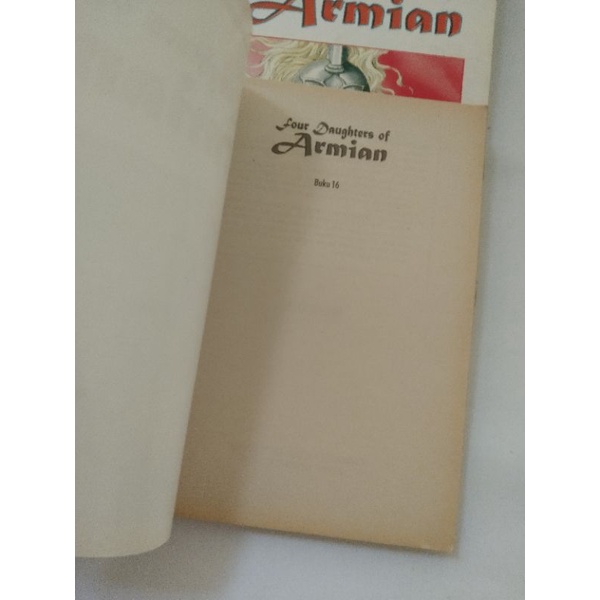 Armian
Four Daughters of
Armian
Buku 16